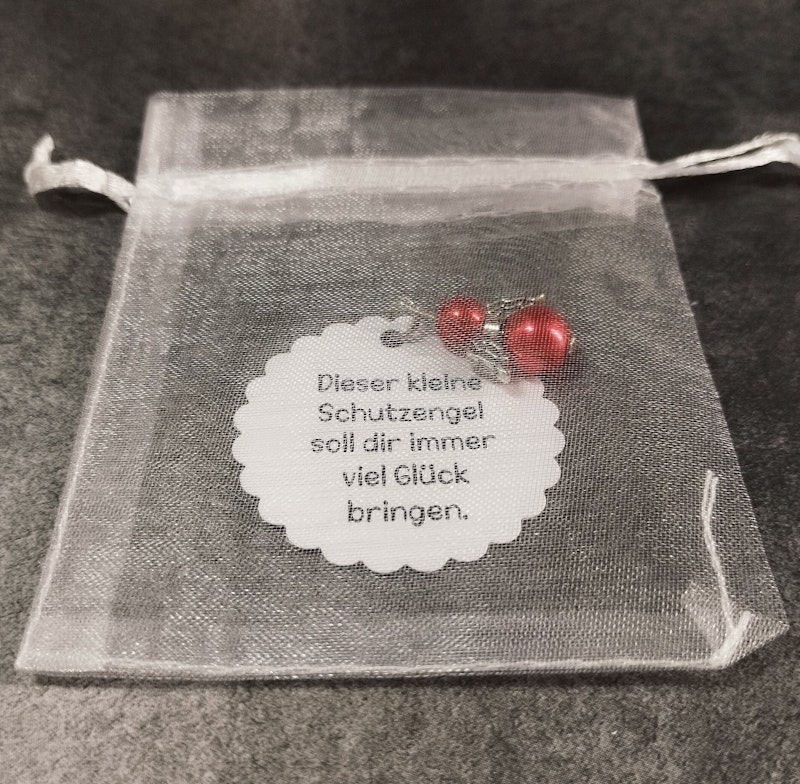 Dieser kleine
Schutzengel
soll dir immer
viel Glück
bringen.